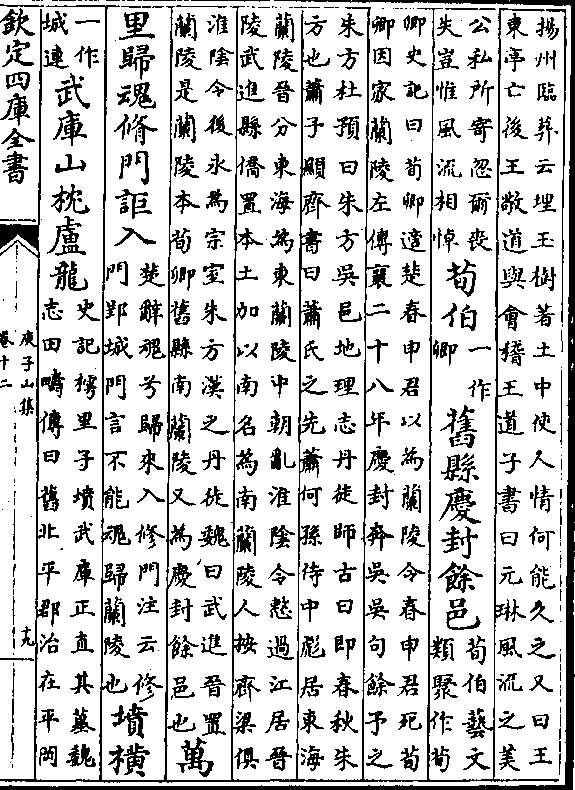 揚州臨葬云埋玉樹著土中使人情何能久之又曰王
東亭亡後王敬道與會稽王道子書曰元琳風流之美
公私所寄忽爾喪
失豈惟風流相悼
荀伯
一作
卿
舊縣慶封餘邑
荀伯藝文
類聚作荀
卿史記曰荀卿適楚春申君以為蘭陵令春申君死荀
卿因家蘭陵左傳襄二十八年慶封奔吳吳句餘予之
朱方杜預曰朱方吳邑地理志丹徒師古曰即春秋朱
方也蕭子顯齊書曰蕭氏之先蕭何孫侍中彪居東海
蘭陵晉分東海為東蘭陵中朝亂淮陰令愁過江居晉
陵武進縣僑置本土加以南名為南蘭陵人按齊梁俱
淮陰令後永為宗室朱方漢之丹徒魏曰武進晉置
蘭陵是蘭陵本荀卿舊縣南蘭陵又為慶封餘邑也
萬
里歸魂脩門詎入
楚辭魂兮歸來入修門注云修
門郢城門言不能魂歸蘭陵也
墳橫
一作
城連
武庫山枕盧龍
史記樗里子墳武庫正直其墓魏
志田疇傳曰舊北平郡治在平岡
欽定四庫全書
庾子山集
卷十二
十九